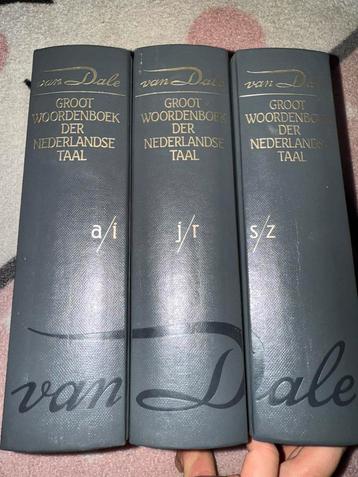 van Dale
GROOT
WOORDENBOEK
DER
NEDERLANDSE
TAAL
a/i
van Dale
GROOT
WOORDENBOEK
DER
NEDERLANDSE
TAAL
j/r
van Dale
GROOT
WOORDENBOEK
DER
NEDERLANDSE
TAAL
s/z
van Dale